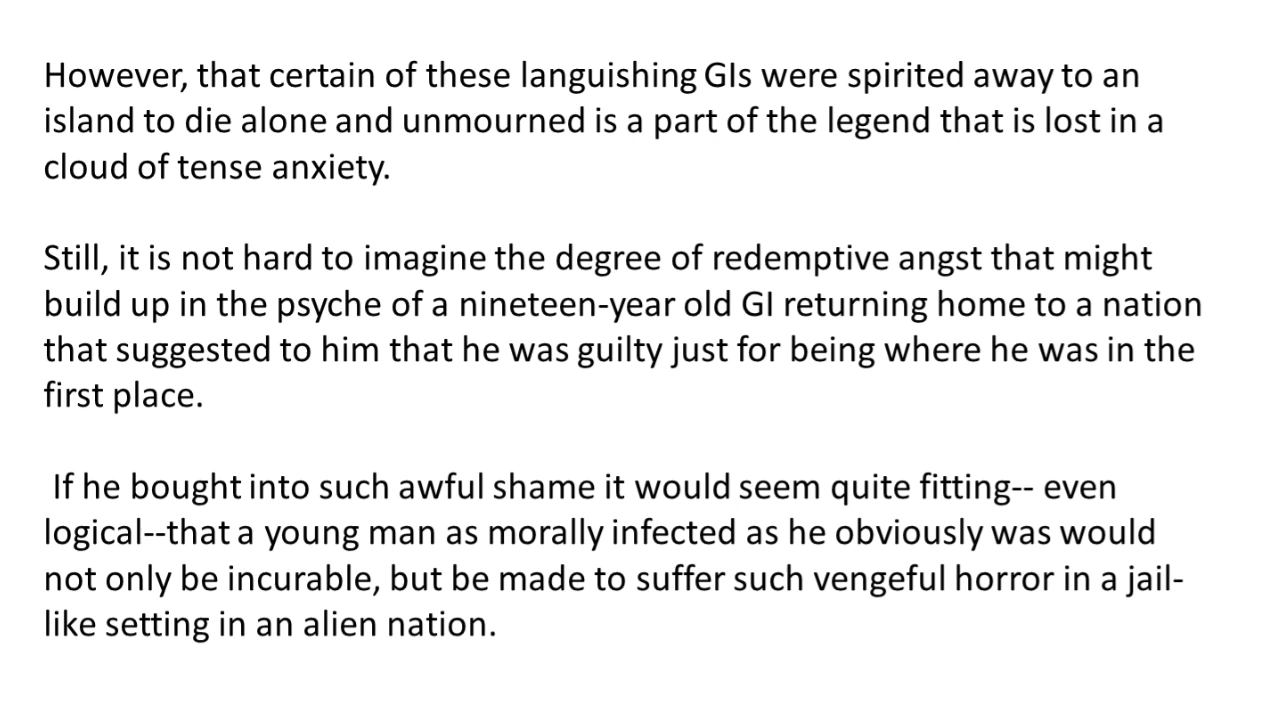 However, that certain of these languishing GIs were spirited away to an
island to die alone and unmourned is a part of the legend that is lost in a
cloud of tense anxiety.
Still, it is not hard to imagine the degree of redemptive angst that might
build up in the psyche of a nineteen-year old GI returning home to a nation
that suggested to him that he was guilty just for being where he was in the
first place.
If he bought into such awful shame it would seem quite fitting-- even
logical--that a young man as morally infected as he obviously was would
not only be incurable, but be made to suffer such vengeful horror in a jail-
like setting in an alien nation.